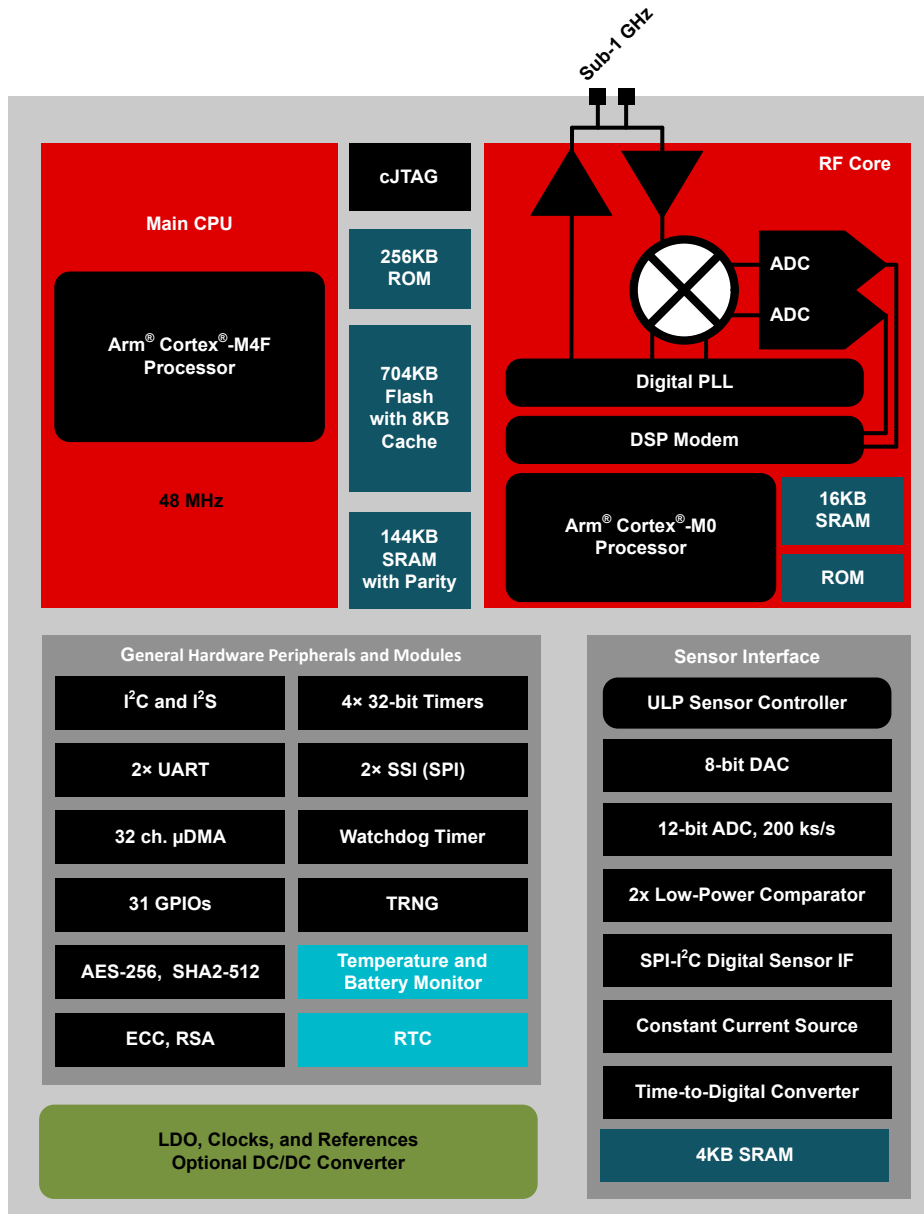 Sub-1 GHz
Main CPU
Arm® Cortex®-M4F
Processor
48 MHz
cJTAG
256KB
ROM
704KB
Flash
with 8KB
Cache
144KB
SRAM
with Parity
RF Core
ADC
ADC
Digital PLL
DSP Modem
Arm® Cortex®-M0
Processor
16KB
SRAM
ROM
General Hardware Peripherals and Modules
I²C and I²S
4× 32-bit Timers
2× UART
2× SSI (SPI)
32 ch. µDMA
Watchdog Timer
31 GPIOs
TRNG
AES-256, SHA2-512
Temperature and
Battery Monitor
ECC, RSA
RTC
LDO, Clocks, and References
Optional DC/DC Converter
Sensor Interface
ULP Sensor Controller
8-bit DAC
12-bit ADC, 200 ks/s
2x Low-Power Comparator
SPI-I²C Digital Sensor IF
Constant Current Source
Time-to-Digital Converter
4KB SRAM